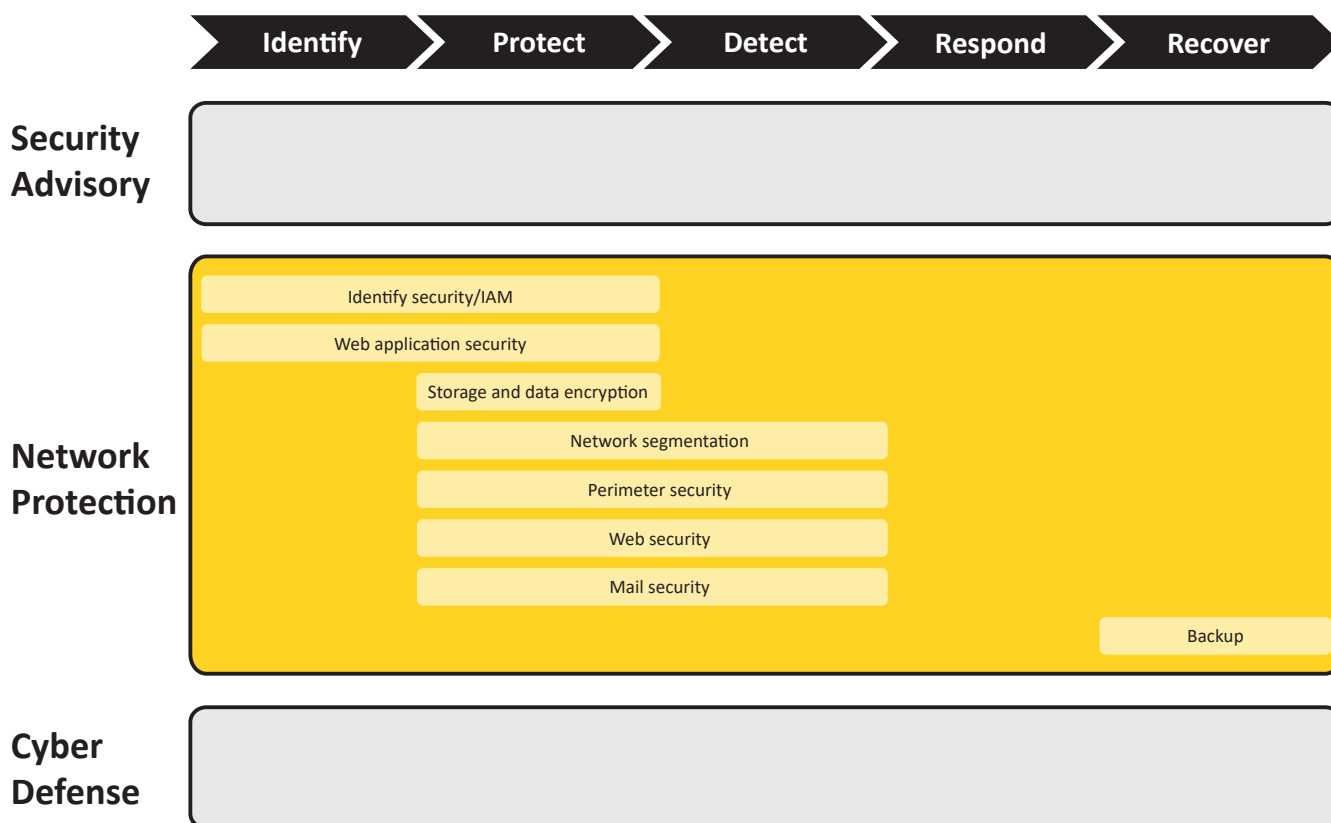 Identify Protect Detect Respond Recover
Security
Advisory
Identify security/IAM
Web application security
Storage and data encryption
Network segmentation
Network
Protection
Perimeter security
Web security
Mail security
Backup
Cyber
Defense